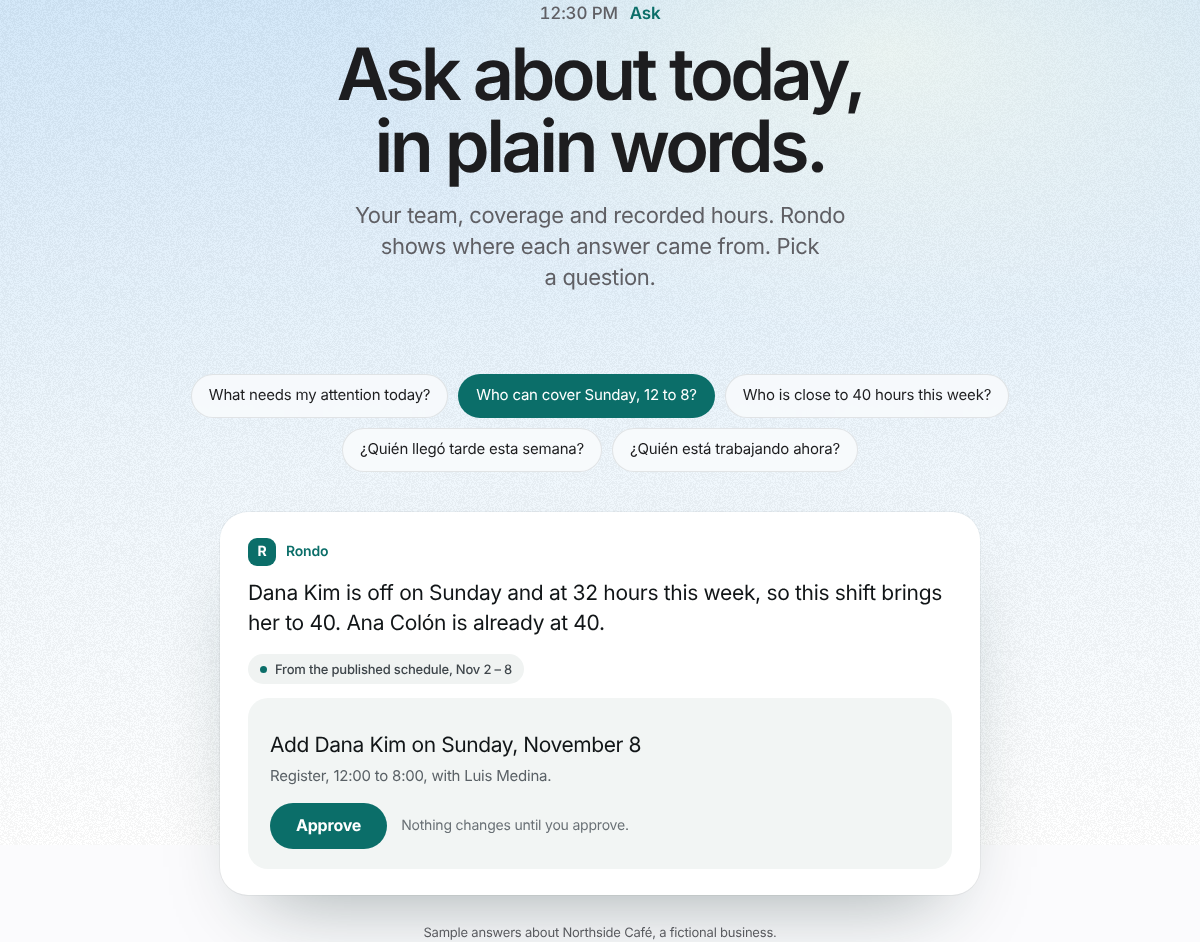 12:30 PM Ask
Ask about today,
in plain words.
Your team, coverage and recorded hours. Rondo
shows where each answer came from. Pick
a question.
What needs my attention today? Who can cover Sunday, 12 to 8? Who is close to 40 hours this week?
¿Quién llegó tarde esta semana? ¿Quién está trabajando ahora?
R Rondo
Dana Kim is off on Sunday and at 32 hours this week, so this shift brings
her to 40. Ana Colón is already at 40.
From the published schedule, Nov 2 – 8
Add Dana Kim on Sunday, November 8
Register, 12:00 to 8:00, with Luis Medina.
Approve Nothing changes until you approve.
Sample answers about Northside Café, a fictional business.